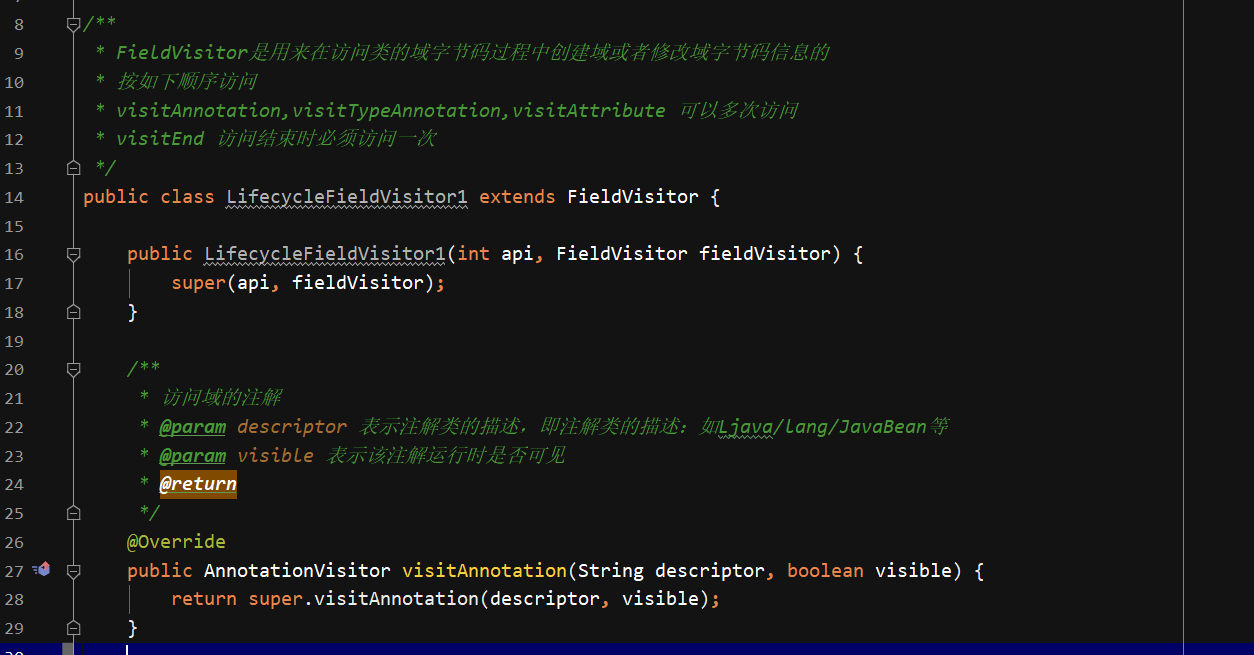 8 /**
9 * FieldVisitor是用来在访问类的域字节码过程中创建域或者修改域字节码信息的
10 * 按如下顺序访问
11 * visitAnnotation,visitTypeAnnotation,visitAttribute 可以多次访问
12 * visitEnd 访问结束时必须访问一次
13 */
14 public class LifecycleFieldVisitor1 extends FieldVisitor {
15
16 public LifecycleFieldVisitor1(int api, FieldVisitor fieldVisitor) {
17 super(api, fieldVisitor);
18 }
19
20 /**
21 * 访问域的注解
22 * @param descriptor 表示注解类的描述，即注解类的描述：如Ljava/lang/JavaBean等
23 * @param visible 表示该注解运行时是否可见
24 * @return
25 */
26 @Override
27 public AnnotationVisitor visitAnnotation(String descriptor, boolean visible) {
28 return super.visitAnnotation(descriptor, visible);
29 }